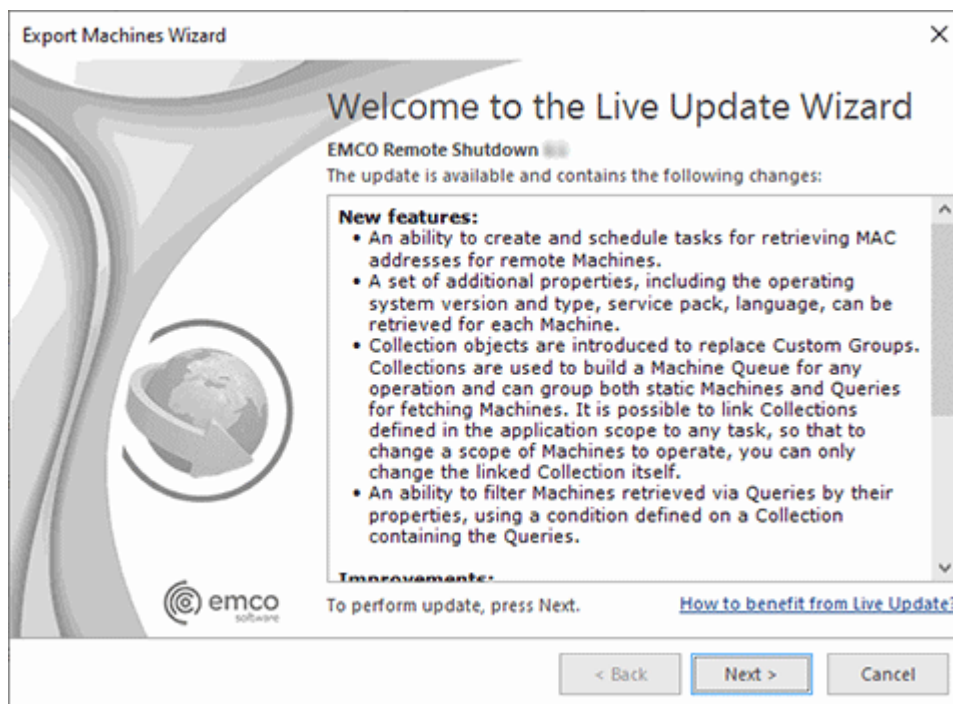 Export Machines Wizard
Welcome to the Live Update Wizard
EMCO Remote Shutdown
The update is available and contains the following changes:
New features:
• An ability to create and schedule tasks for retrieving MAC
addresses for remote Machines.
• A set of additional properties, including the operating
system version and type, service pack, language, can be
retrieved for each Machine.
• Collection objects are introduced to replace Custom Groups.
Collections are used to build a Machine Queue for any
operation and can group both static Machines and Queries
for fetching Machines. It is possible to link Collections
defined in the application scope to any task, so that to
change a scope of Machines to operate, you can only
change the linked Collection itself.
• An ability to filter Machines retrieved via Queries by their
properties, using a condition defined on a Collection
containing the Queries.
Improvements:
emco
software
To perform update, press Next.
How to benefit from Live Update?
< Back
Next >
Cancel